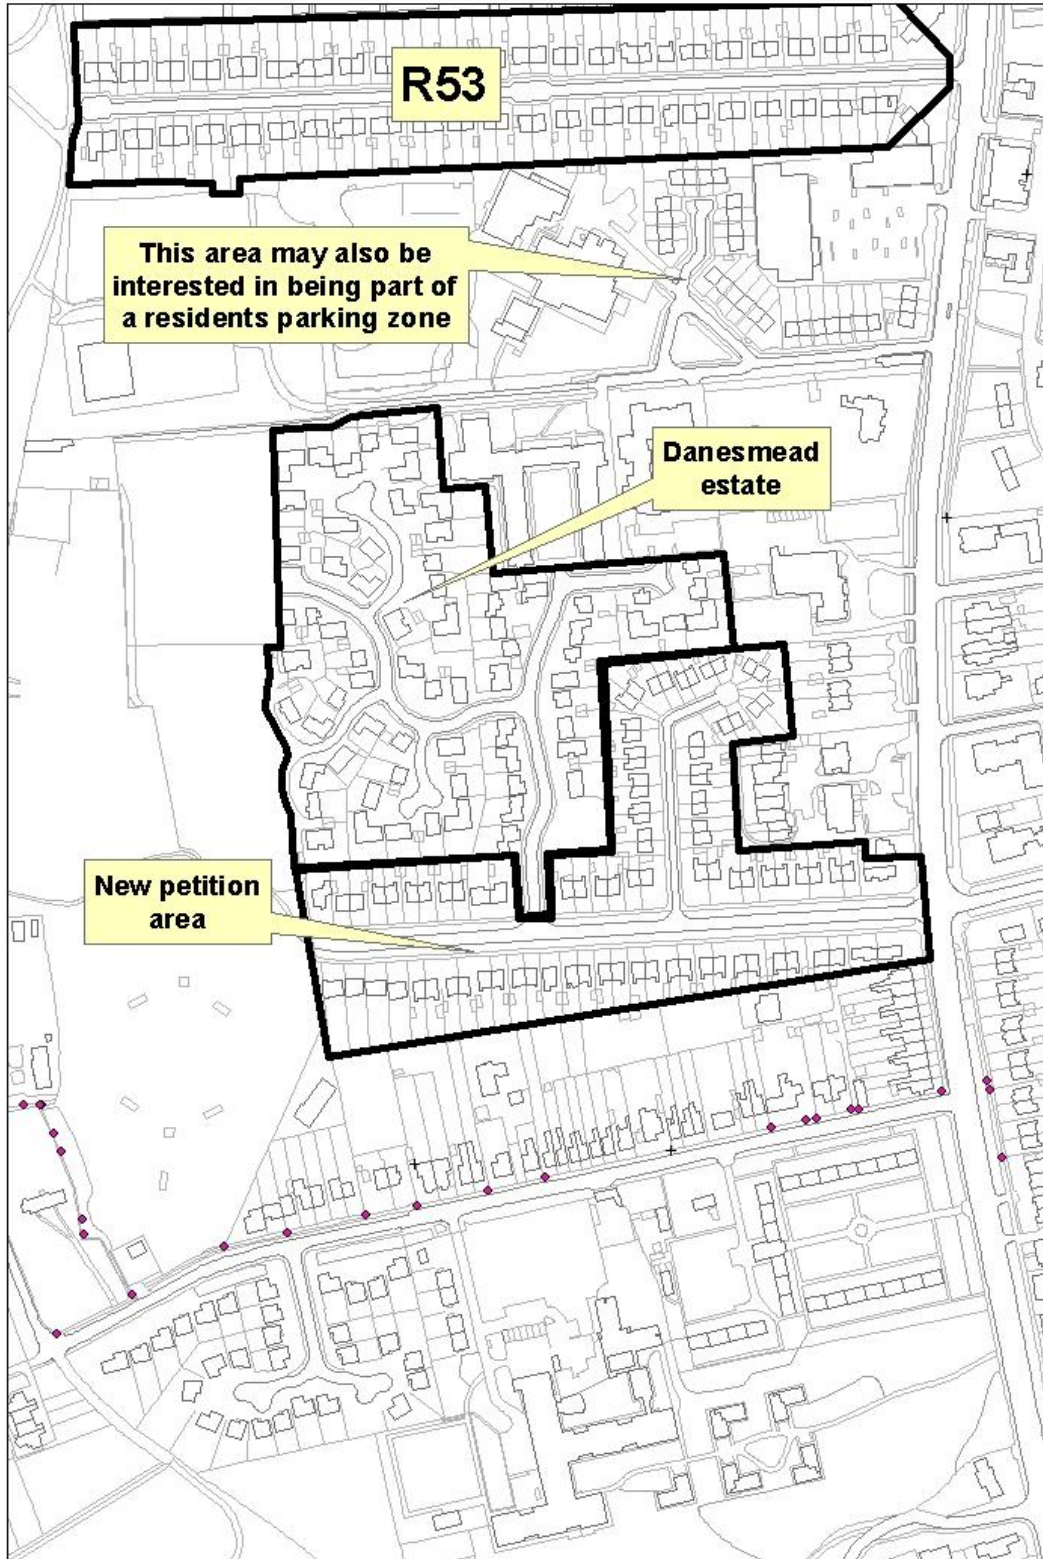 R53
This area may also be
interested in being part of
a residents parking zone
Danesmead
estate
New petition
area